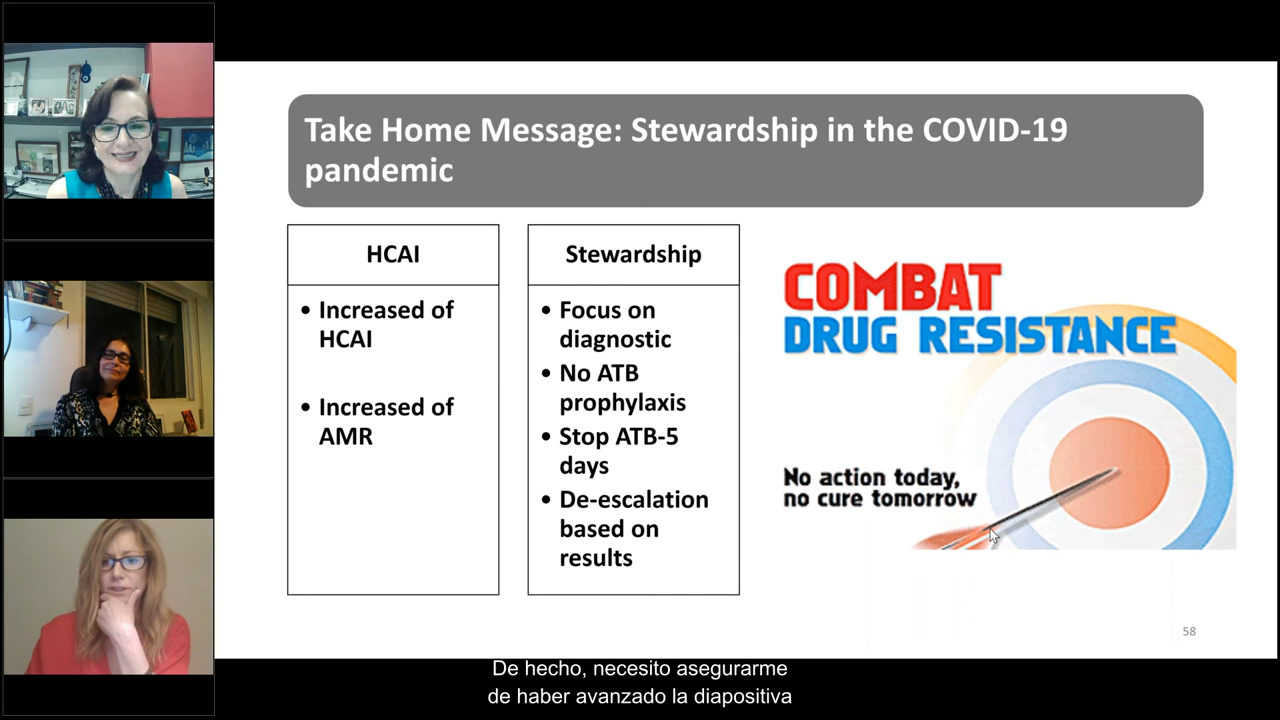 Take Home Message: Stewardship in the COVID-19
pandemic
HCAI
• Increased of
HCAI
• Increased of
AMR
Stewardship
• Focus on
diagnostic
• No ATB
prophylaxis
• Stop ATB-5
days
• De-escalation
based on
results
COMBAT
DRUG RESISTANCE
No action today,
no cure tomorrow
58
De hecho, necesito asegurarme
de haber avanzado la diapositiva